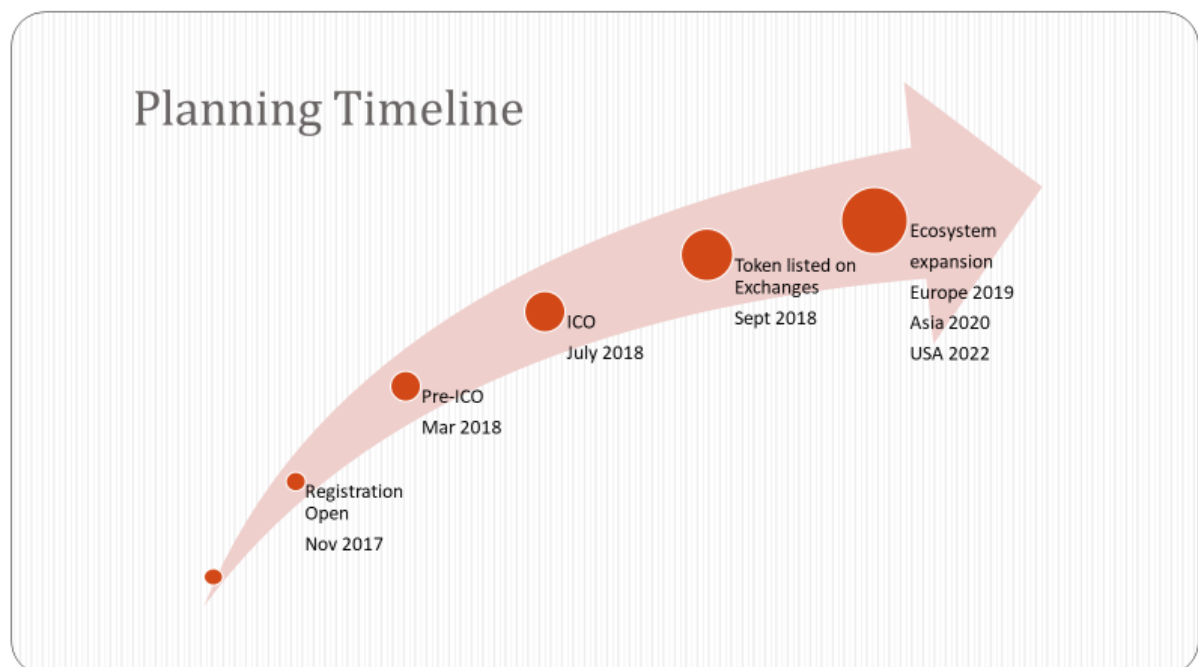 Planning Timeline
Registration
Open
Nov 2017
Pre-ICO
Mar 2018
ICO
July 2018
Token listed on
Exchanges
Sept 2018
Ecosystem
expansion
Europe 2019
Asia 2020
USA 2022